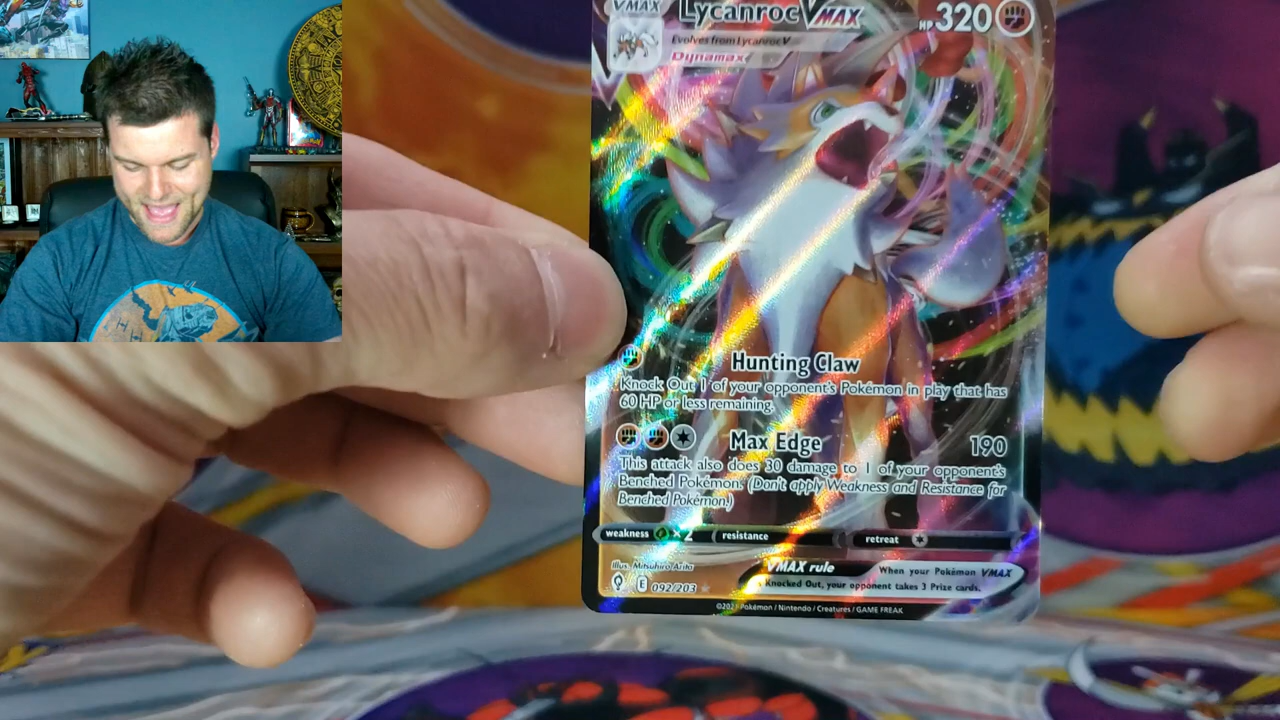 VMAX
Lycanroc VMAX
HP 320
Evolves from Lycanroc V
Dynamax
Hunting Claw
Knock Out 1 of your opponent's Pokémon in play that has
60 HP or less remaining.
Max Edge 190
This attack also does 30 damage to 1 of your opponent's
Benched Pokémon. (Don't apply Weakness and Resistance for
Benched Pokémon.)
weakness × 2 resistance retreat
Illus. Mitsuhiro Arita
VMAX rule When your Pokémon VMAX
is Knocked Out, your opponent takes 3 Prize cards.
E 092/203
©2021 Pokémon / Nintendo / Creatures / GAME FREAK